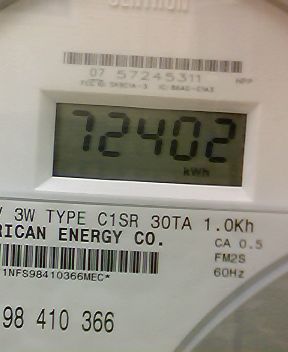 CENTRON
07 57245311
72402
kWh
3W TYPE C1SR 30TA 1.0Kh
RICAN ENERGY CO.
CA 0.5
FM2S
60Hz
1NFS98410366MEC*
98 410 366